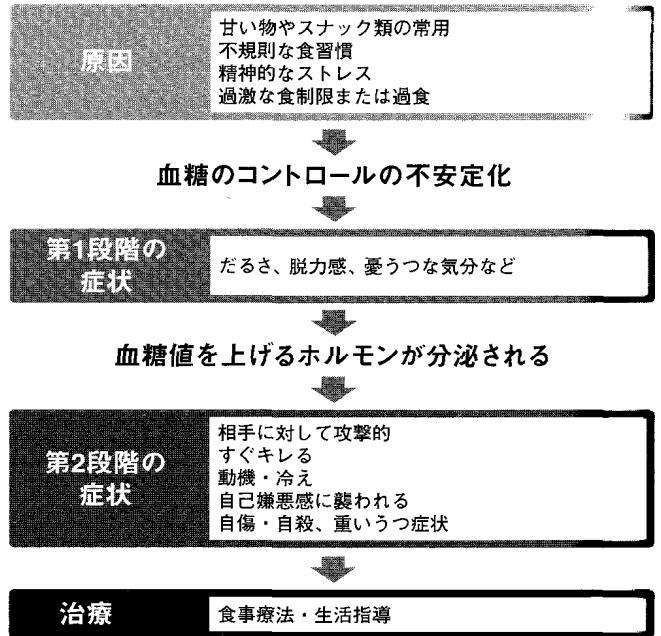 原因
甘い物やスナック類の常用
不規則な食習慣
精神的なストレス
過激な食制限または過食
血糖のコントロールの不安定化
第1段階の
症状
だるさ、脱力感、憂うつな気分など
血糖値を上げるホルモンが分泌される
第2段階の
症状
相手に対して攻撃的
すぐキレる
動機・冷え
自己嫌悪感に襲われる
自傷・自殺、重いうつ症状
治療
食事療法・生活指導